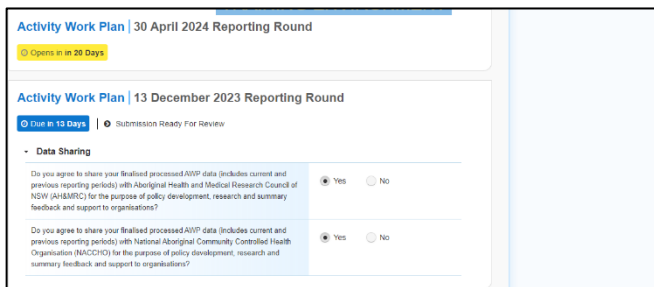 Activity Work Plan | 30 April 2024 Reporting Round
Opens in in 20 Days
Activity Work Plan | 13 December 2023 Reporting Round
Due in 13 Days | Submission Ready For Review
Data Sharing
Do you agree to share your finalised processed AWP data (includes current and
previous reporting periods) with Aboriginal Health and Medical Research Council of
NSW (AH&MRC) for the purpose of policy development, research and summary
feedback and support to organisations?
Yes No
Do you agree to share your finalised processed AWP data (includes current and
previous reporting periods) with National Aboriginal Community Controlled Health
Organisation (NACCHO) for the purpose of policy development, research and
summary feedback and support to organisations?
Yes No